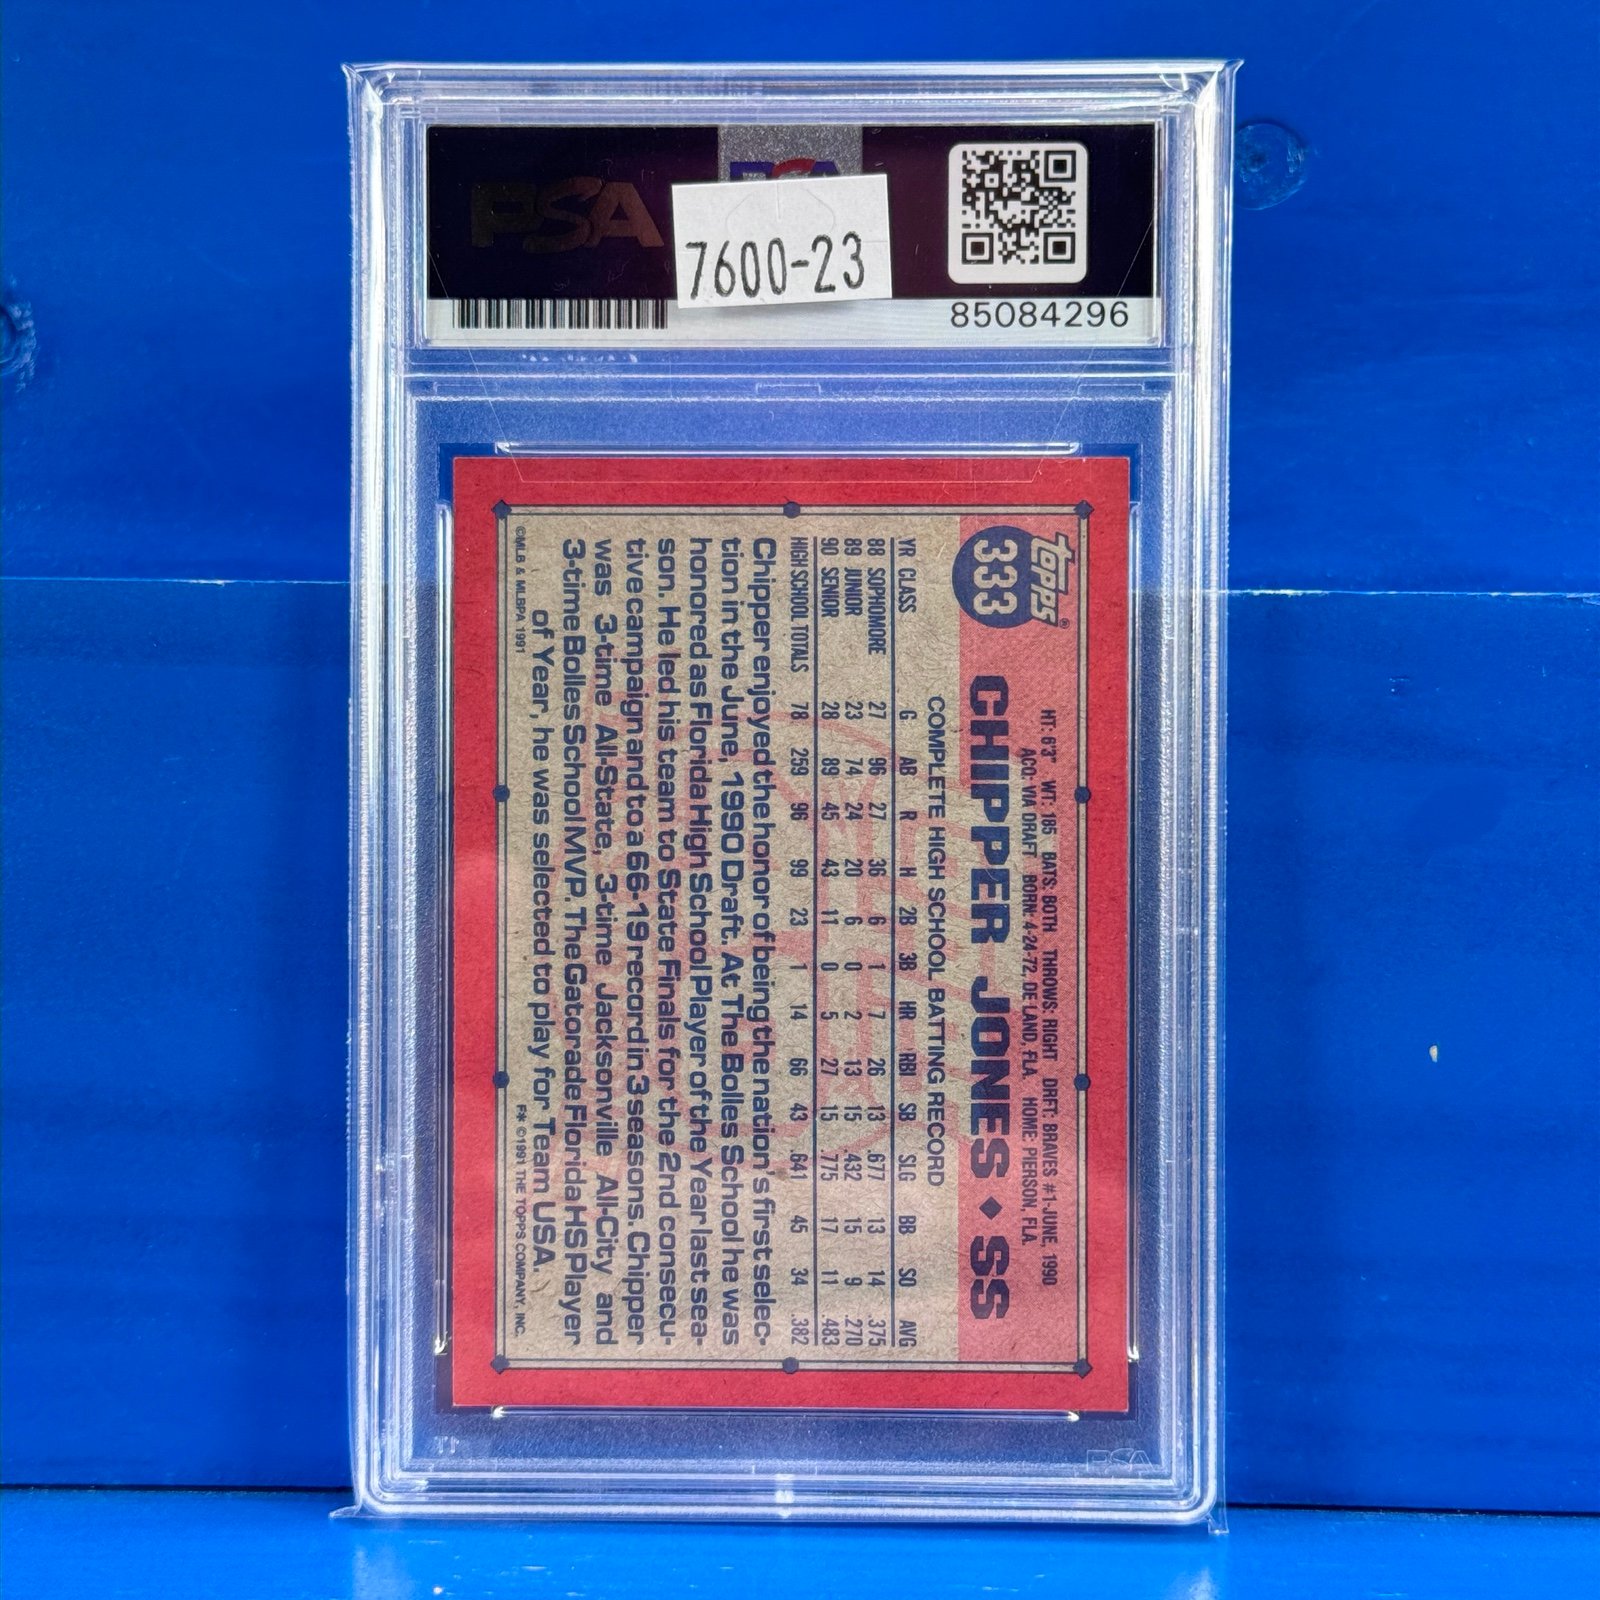 PSA
PSA
7600-23
85084296
topps®
333
HT: 6'3" WT: 185 BATS: BOTH THROWS: RIGHT DRFT: BRAVES #1-JUNE, 1990
ACQ: VIA DRAFT BORN: 4-24-72, DE LAND, FLA. HOME: PIERSON, FLA.
CHIPPER JONES ◆ SS
COMPLETE HIGH SCHOOL BATTING RECORD
YR CLASS G AB R H 2B 3B HR RBI SB SLG BB SO AVG
88 SOPHOMORE 27 96 27 36 6 1 7 26 13 .677 13 14 .375
89 JUNIOR 23 74 24 20 6 0 2 13 15 .432 15 9 .270
90 SENIOR 28 89 45 43 11 0 5 27 15 .775 17 11 .483
HIGH SCHOOL TOTALS 78 259 96 99 23 1 14 66 43 .641 45 34 .382
Chipper enjoyed the honor of being the nation's first selec-
tion in the June, 1990 Draft. At The Bolles School he was
honored as Florida High School Player of the Year last sea-
son. He led his team to State Finals for the 2nd consecu-
tive campaign and to a 66-19 record in 3 seasons. Chipper
was 3-time All-State, 3-time Jacksonville All-City and
3-time Bolles School MVP. The Gatorade Florida HS Player
of Year, he was selected to play for Team USA.
©MLB & MLBPA 1991
F* ©1991 THE TOPPS COMPANY, INC.
PSA